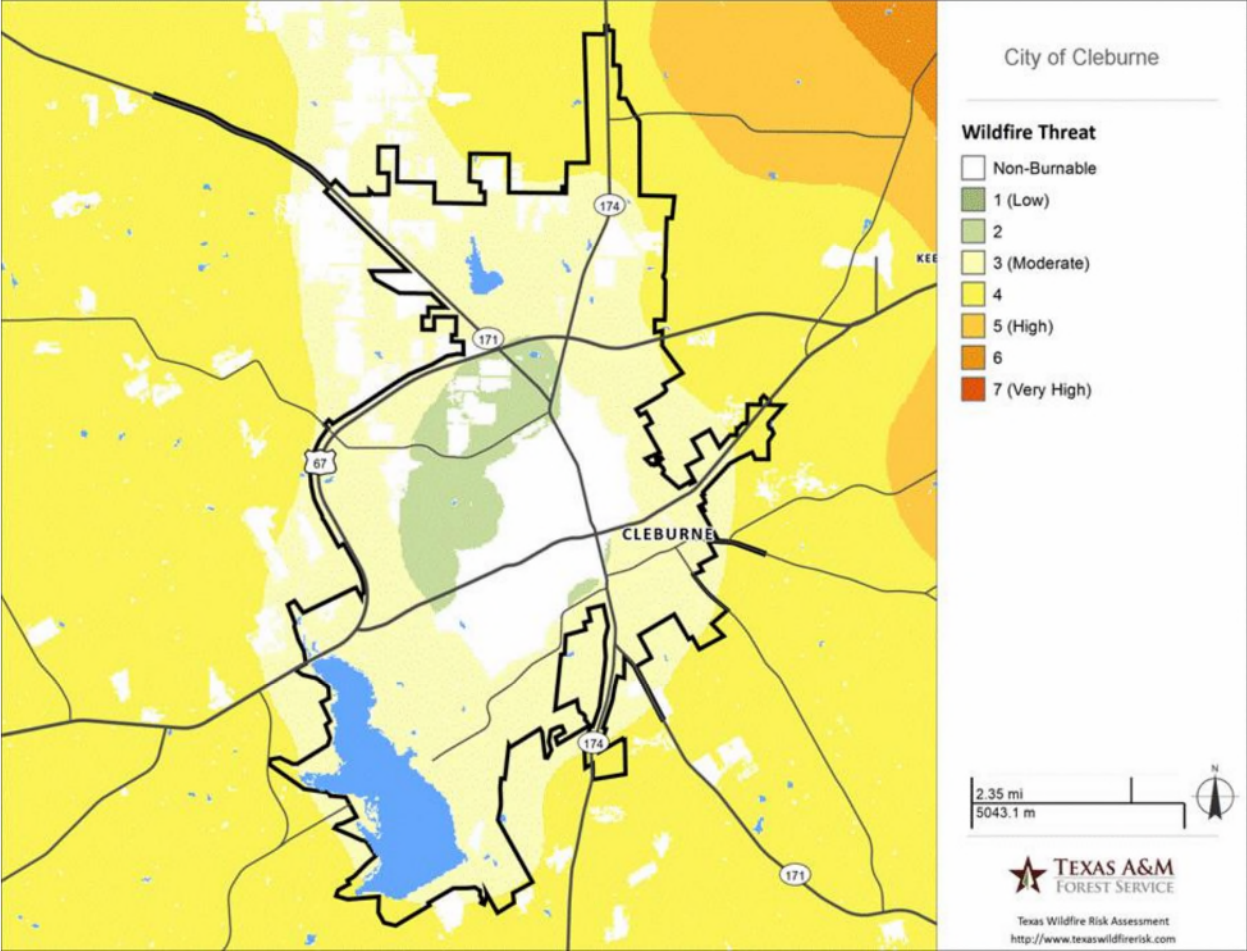 City of Cleburne
Wildfire Threat
Non-Burnable
1 (Low)
2
3 (Moderate)
4
5 (High)
6
7 (Very High)
174
KEE
171
67
CLEBURNE
174
171
N
2.35 mi
5043.1 m
TEXAS A&M
FOREST SERVICE
Texas Wildfire Risk Assessment
http://www.texaswildfirerisk.com